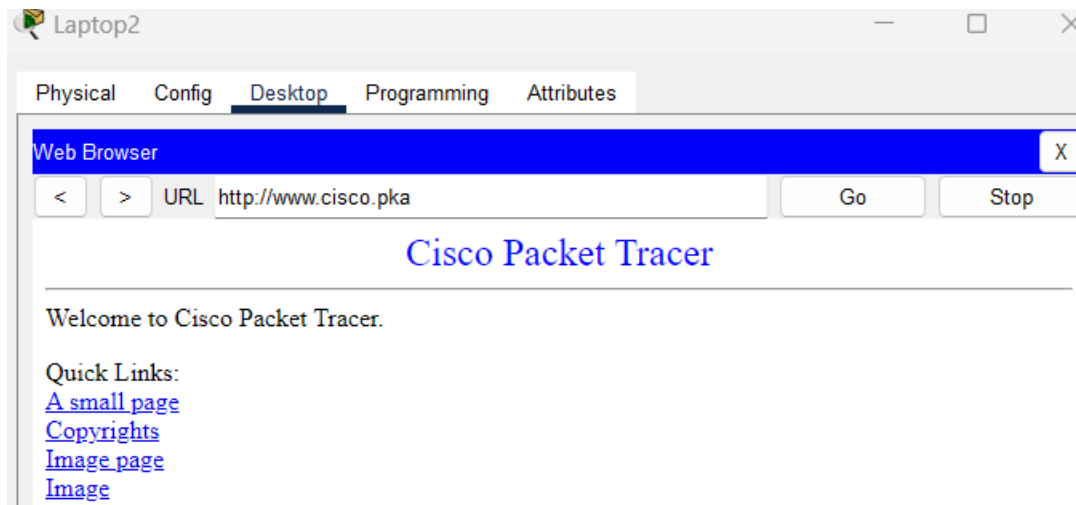 Laptop2
Physical Config Desktop Programming Attributes
Web Browser X
< > URL http://www.cisco.pka Go Stop
Cisco Packet Tracer
Welcome to Cisco Packet Tracer.
Quick Links:
A small page
Copyrights
Image page
Image